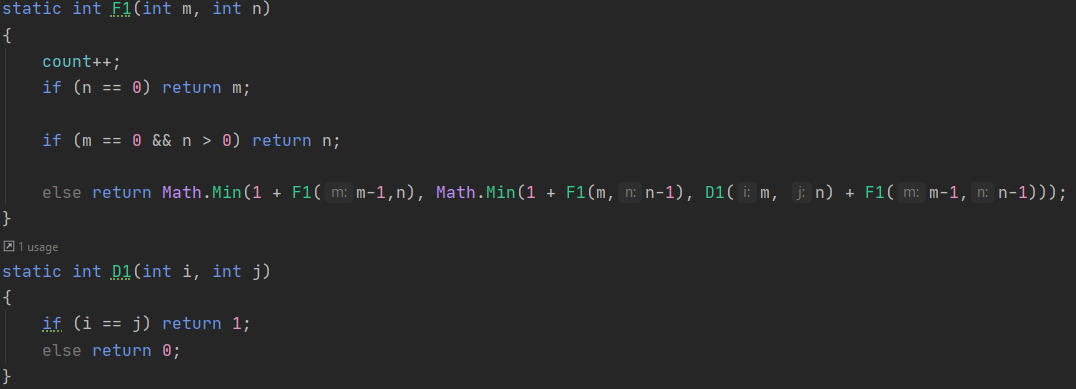 static int F1(int m, int n)
{
count++;
if (n == 0) return m;
if (m == 0 && n > 0) return n;
else return Math.Min(1 + F1(m: m-1,n), Math.Min(1 + F1(m, n: n-1), D1(i: m, j: n) + F1(m: m-1, n: n-1)));
}
1 usage
static int D1(int i, int j)
{
if (i == j) return 1;
else return 0;
}